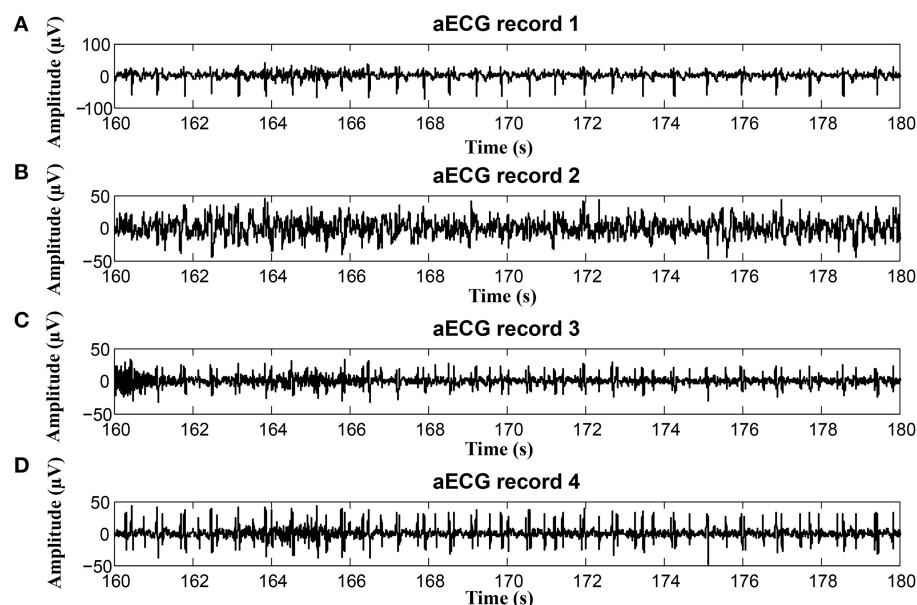 A
aECG record 1
Amplitude (µV)
100
0
−100
160 162 164 166 168 170 172 174 176 178 180
Time (s)
B
aECG record 2
Amplitude (µV)
50
0
−50
160 162 164 166 168 170 172 174 176 178 180
Time (s)
C
aECG record 3
Amplitude (µV)
50
0
−50
160 162 164 166 168 170 172 174 176 178 180
Time (s)
D
aECG record 4
Amplitude (µV)
50
0
−50
160 162 164 166 168 170 172 174 176 178 180
Time (s)